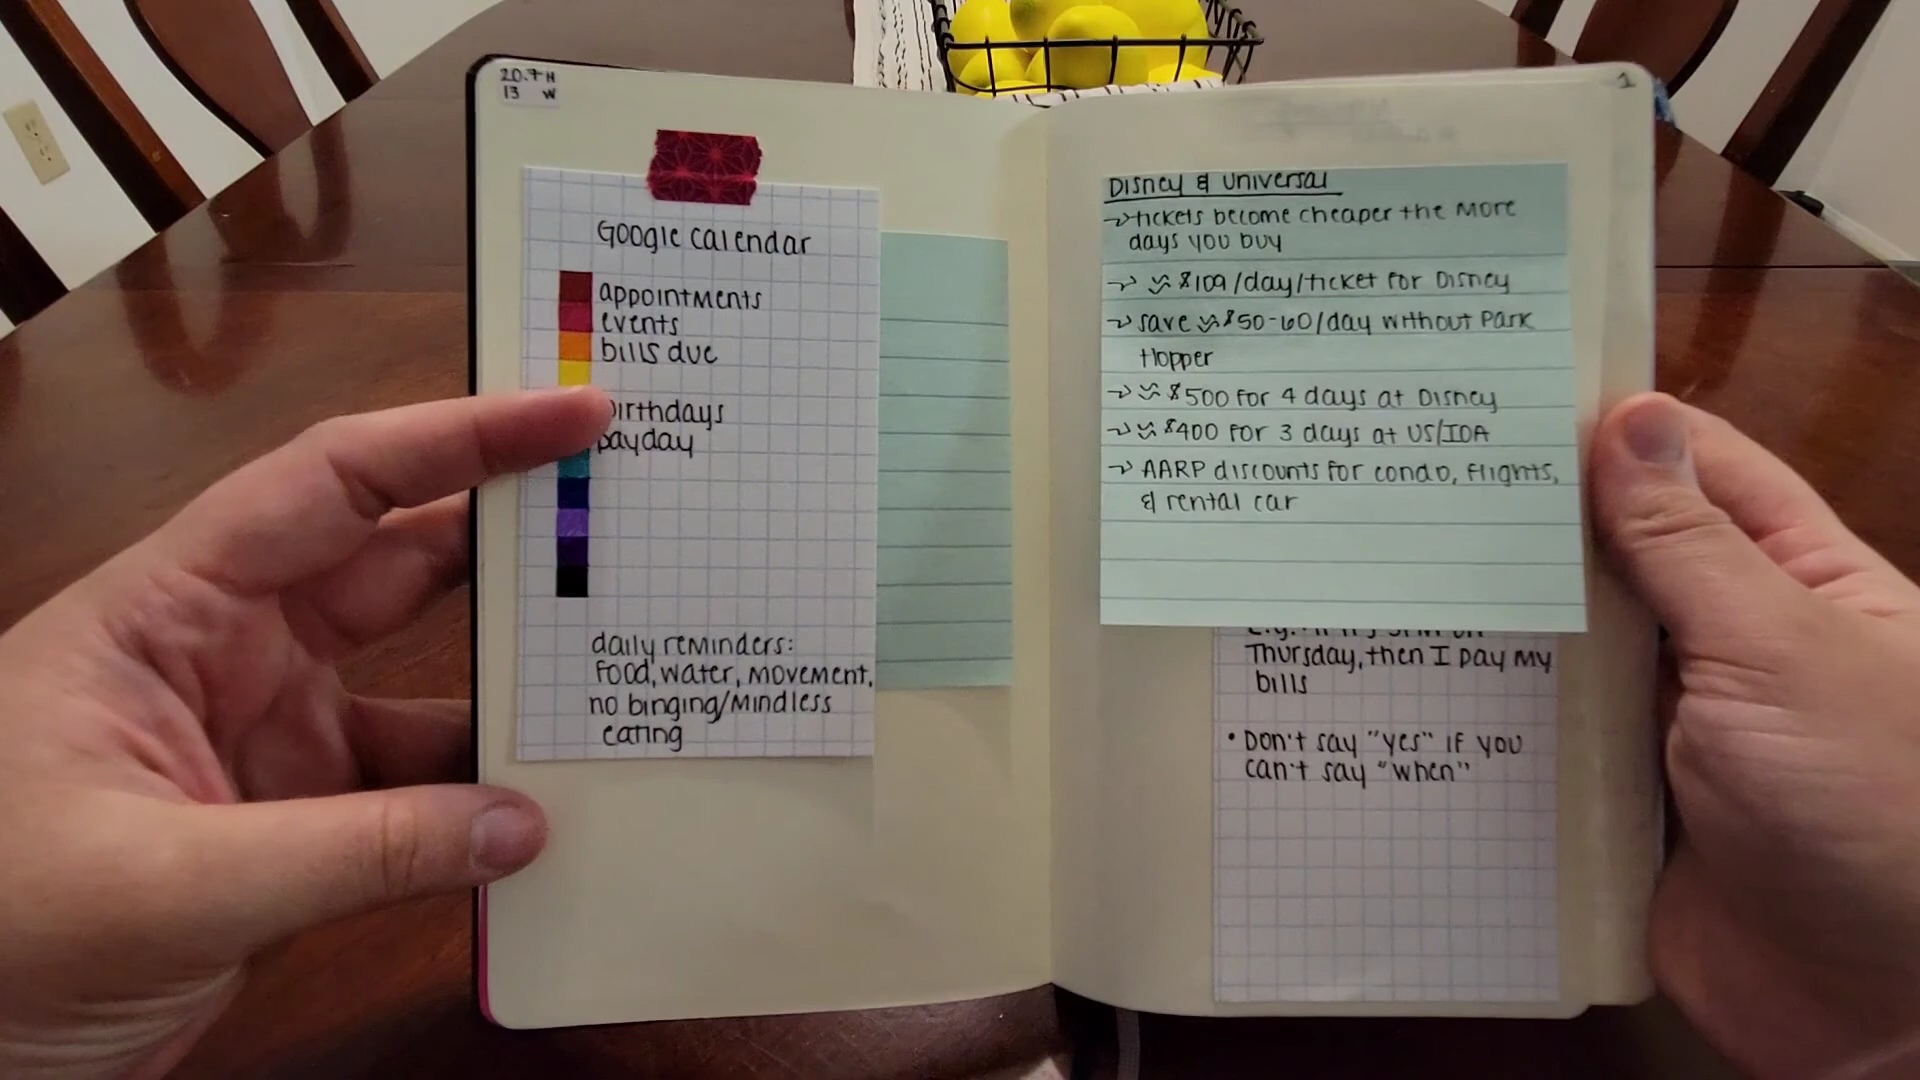 20.7 H
13 W
Google calendar
appointments
events
bills due
birthdays
payday
daily reminders:
food, water, movement,
no binging/mindless
eating
1
Disney & Universal
→ tickets become cheaper the more
days you buy
→ ≈ $109/day/ticket for Disney
→ save ≈ $50-60/day without Park
Hopper
→ ≈ $500 for 4 days at Disney
→ ≈ $400 for 3 days at US/IOA
→ AARP discounts for condo, flights,
& rental car
Thursday, then I pay my
bills
• Don't say "yes" if you
can't say "when"